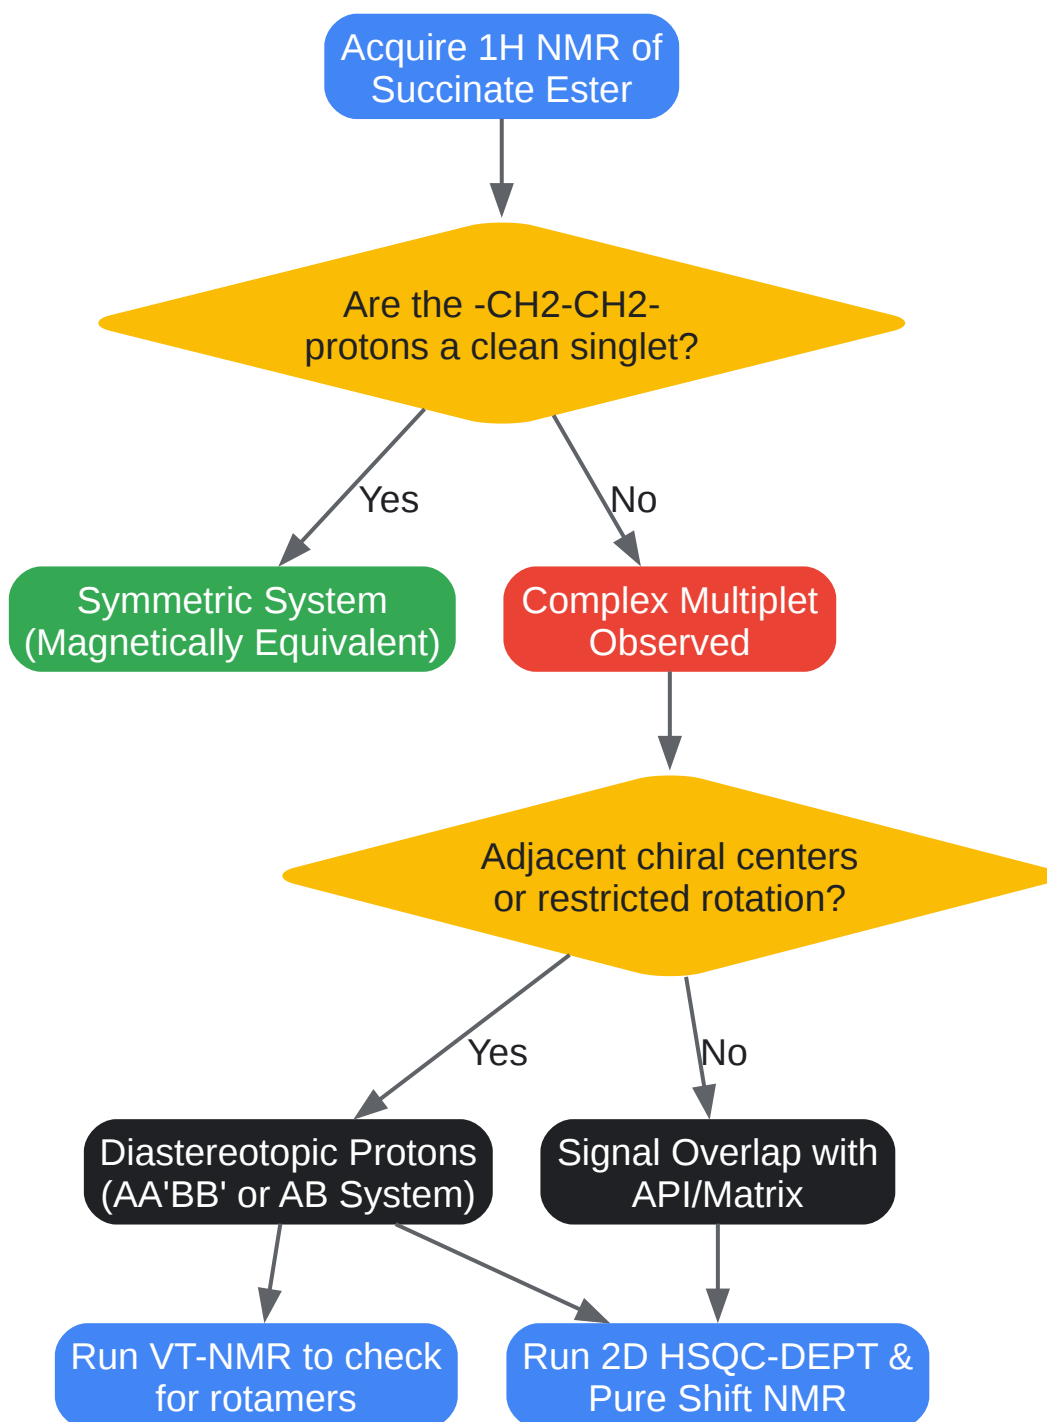 Acquire 1H NMR of
Succinate Ester
Are the -CH2-CH2-
protons a clean singlet?
Yes
No
Symmetric System
(Magnetically Equivalent)
Complex Multiplet
Observed
Adjacent chiral centers
or restricted rotation?
Yes
No
Diastereotopic Protons
(AA'BB' or AB System)
Signal Overlap with
API/Matrix
Run VT-NMR to check
for rotamers
Run 2D HSQC-DEPT &
Pure Shift NMR